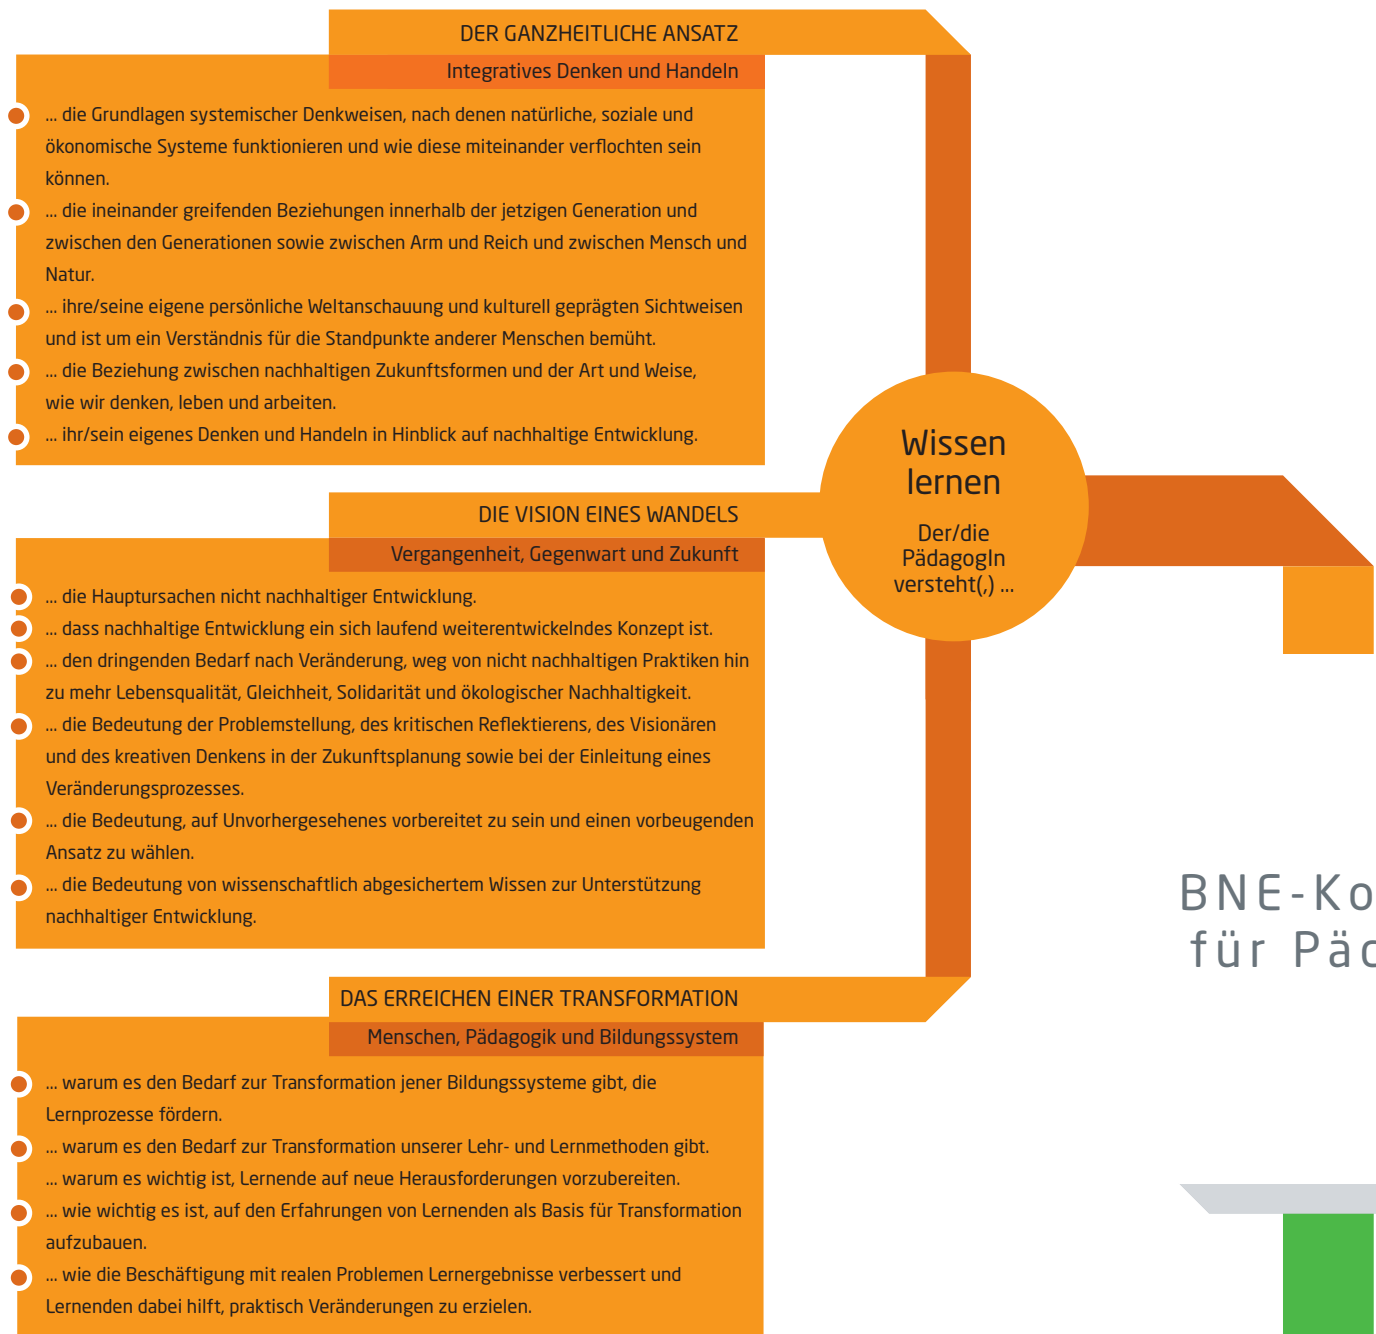 DER GANZHEITLICHE ANSATZ
Integratives Denken und Handeln
... die Grundlagen systemischer Denkweisen, nach denen natürliche, soziale und
ökonomische Systeme funktionieren und wie diese miteinander verflochten sein
können.
... die ineinander greifenden Beziehungen innerhalb der jetzigen Generation und
zwischen den Generationen sowie zwischen Arm und Reich und zwischen Mensch und
Natur.
... ihre/seine eigene persönliche Weltanschauung und kulturell geprägten Sichtweisen
und ist um ein Verständnis für die Standpunkte anderer Menschen bemüht.
... die Beziehung zwischen nachhaltigen Zukunftsformen und der Art und Weise,
wie wir denken, leben und arbeiten.
... ihr/sein eigenes Denken und Handeln in Hinblick auf nachhaltige Entwicklung.
Wissen
lernen
Der/die
PädagogIn
versteht(,) ...
DIE VISION EINES WANDELS
Vergangenheit, Gegenwart und Zukunft
... die Hauptursachen nicht nachhaltiger Entwicklung.
... dass nachhaltige Entwicklung ein sich laufend weiterentwickelndes Konzept ist.
... den dringenden Bedarf nach Veränderung, weg von nicht nachhaltigen Praktiken hin
zu mehr Lebensqualität, Gleichheit, Solidarität und ökologischer Nachhaltigkeit.
... die Bedeutung der Problemstellung, des kritischen Reflektierens, des Visionären
und des kreativen Denkens in der Zukunftsplanung sowie bei der Einleitung eines
Veränderungsprozesses.
... die Bedeutung, auf Unvorhergesehenes vorbereitet zu sein und einen vorbeugenden
Ansatz zu wählen.
... die Bedeutung von wissenschaftlich abgesichertem Wissen zur Unterstützung
nachhaltiger Entwicklung.
BNE-Ko
für Päd
DAS ERREICHEN EINER TRANSFORMATION
Menschen, Pädagogik und Bildungssystem
... warum es den Bedarf zur Transformation jener Bildungssysteme gibt, die
Lernprozesse fördern.
... warum es den Bedarf zur Transformation unserer Lehr- und Lernmethoden gibt.
... warum es wichtig ist, Lernende auf neue Herausforderungen vorzubereiten.
... wie wichtig es ist, auf den Erfahrungen von Lernenden als Basis für Transformation
aufzubauen.
... wie die Beschäftigung mit realen Problemen Lernergebnisse verbessert und
Lernenden dabei hilft, praktisch Veränderungen zu erzielen.